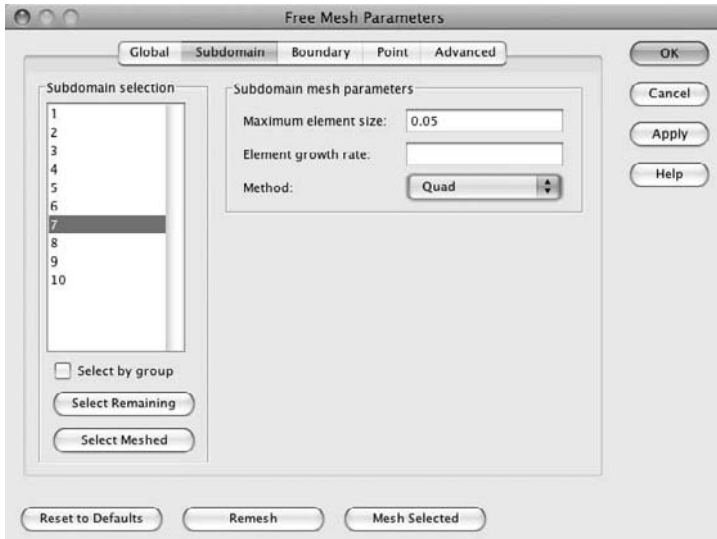 Free Mesh Parameters
Global Subdomain Boundary Point Advanced
Subdomain selection
1
2
3
4
5
6
7
8
9
10
Select by group
Select Remaining
Select Meshed
Subdomain mesh parameters
Maximum element size: 0.05
Element growth rate:
Method: Quad
OK
Cancel
Apply
Help
Reset to Defaults Remesh Mesh Selected